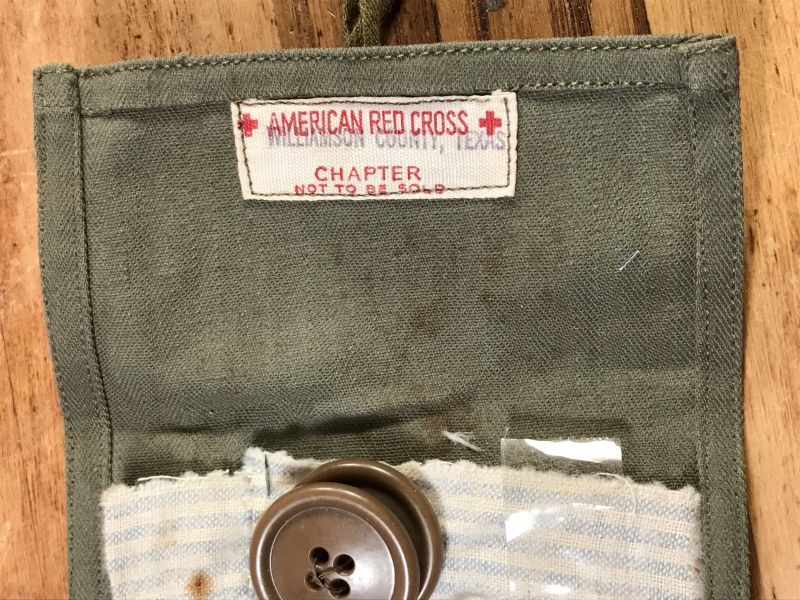 AMERICAN RED CROSS
WILLIAMSON COUNTY, TEXAS
CHAPTER
NOT TO BE SOLD